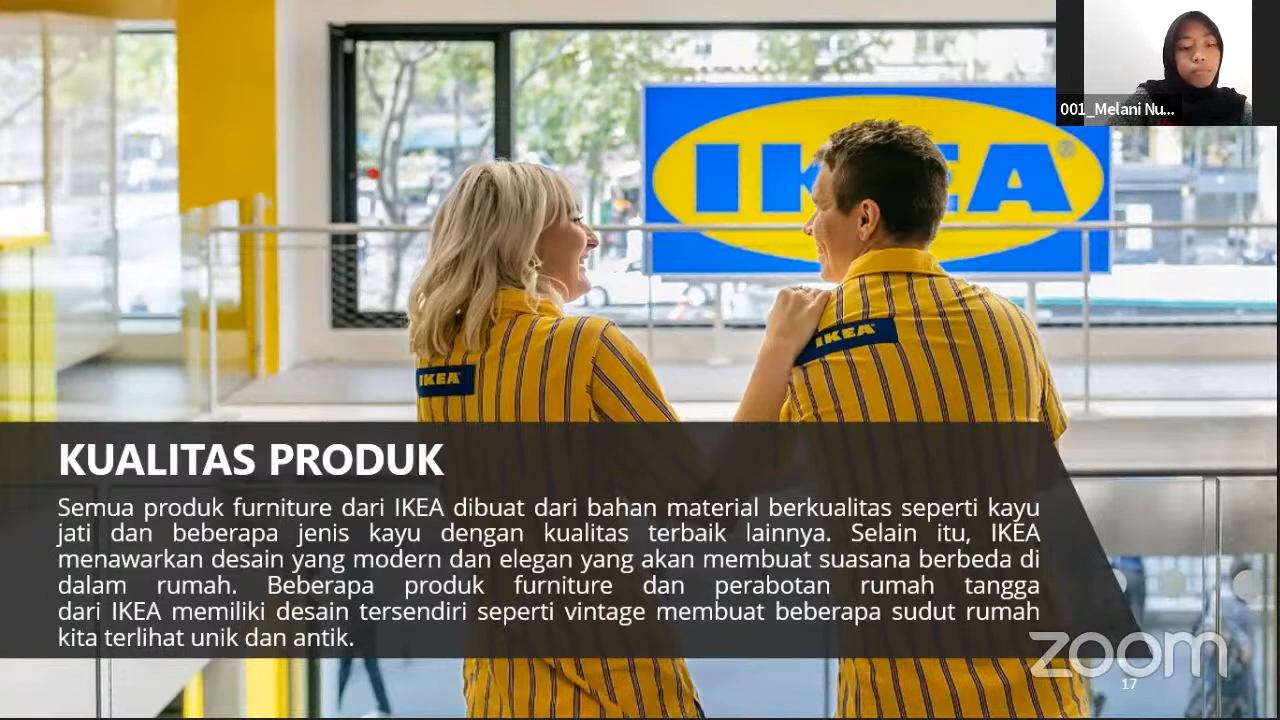 001_Melani Nu...
IKEA®
IKEA
IKEA
KUALITAS PRODUK
Semua produk furniture dari IKEA dibuat dari bahan material berkualitas seperti kayu
jati dan beberapa jenis kayu dengan kualitas terbaik lainnya. Selain itu, IKEA
menawarkan desain yang modern dan elegan yang akan membuat suasana berbeda di
dalam rumah. Beberapa produk furniture dan perabotan rumah tangga
dari IKEA memiliki desain tersendiri seperti vintage membuat beberapa sudut rumah
kita terlihat unik dan antik.
zoom
17